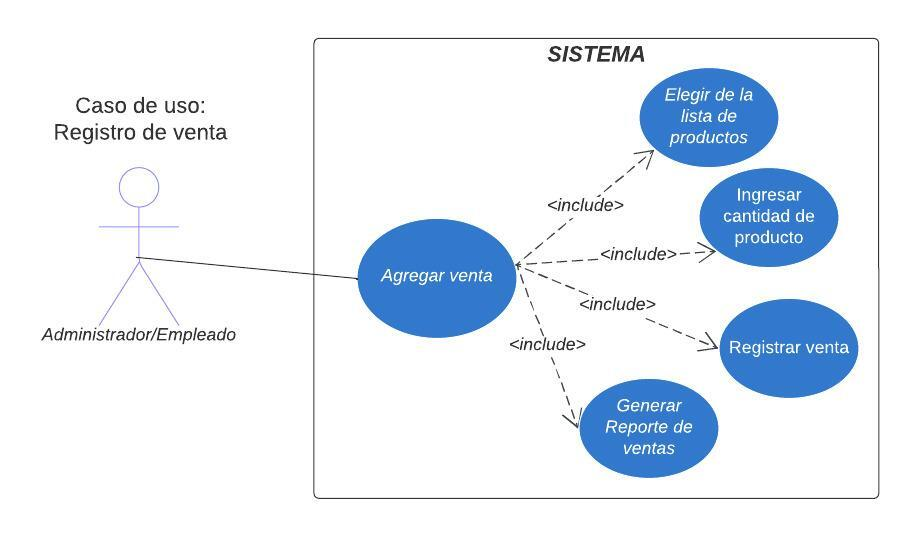 SISTEMA
Caso de uso:
Registro de venta
Administrador/Empleado
Agregar venta
<include>
<include>
<include>
<include>
Elegir de la
lista de
productos
Ingresar
cantidad de
producto
Registrar venta
Generar
Reporte de
ventas